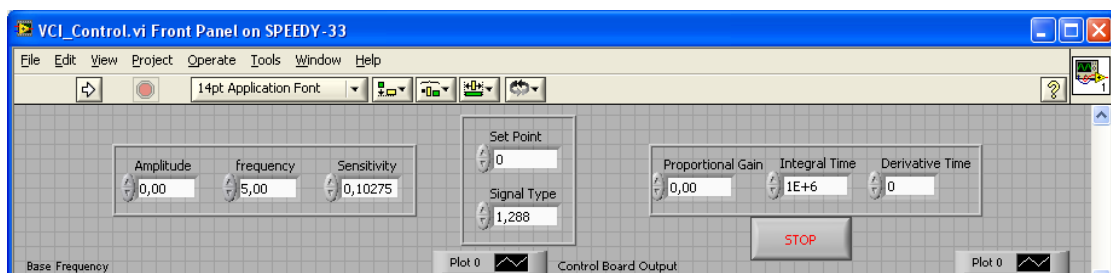 VCI_Control.vi Front Panel on SPEEDY-33
File Edit View Project Operate Tools Window Help
14pt Application Font
1
Set Point
0
Amplitude frequency Sensitivity
0,00 5,00 0,10275
Signal Type
1,288
Proportional Gain Integral Time Derivative Time
0,00 1E+6 0
STOP
Base Frequency
Plot 0
Control Board Output
Plot 0